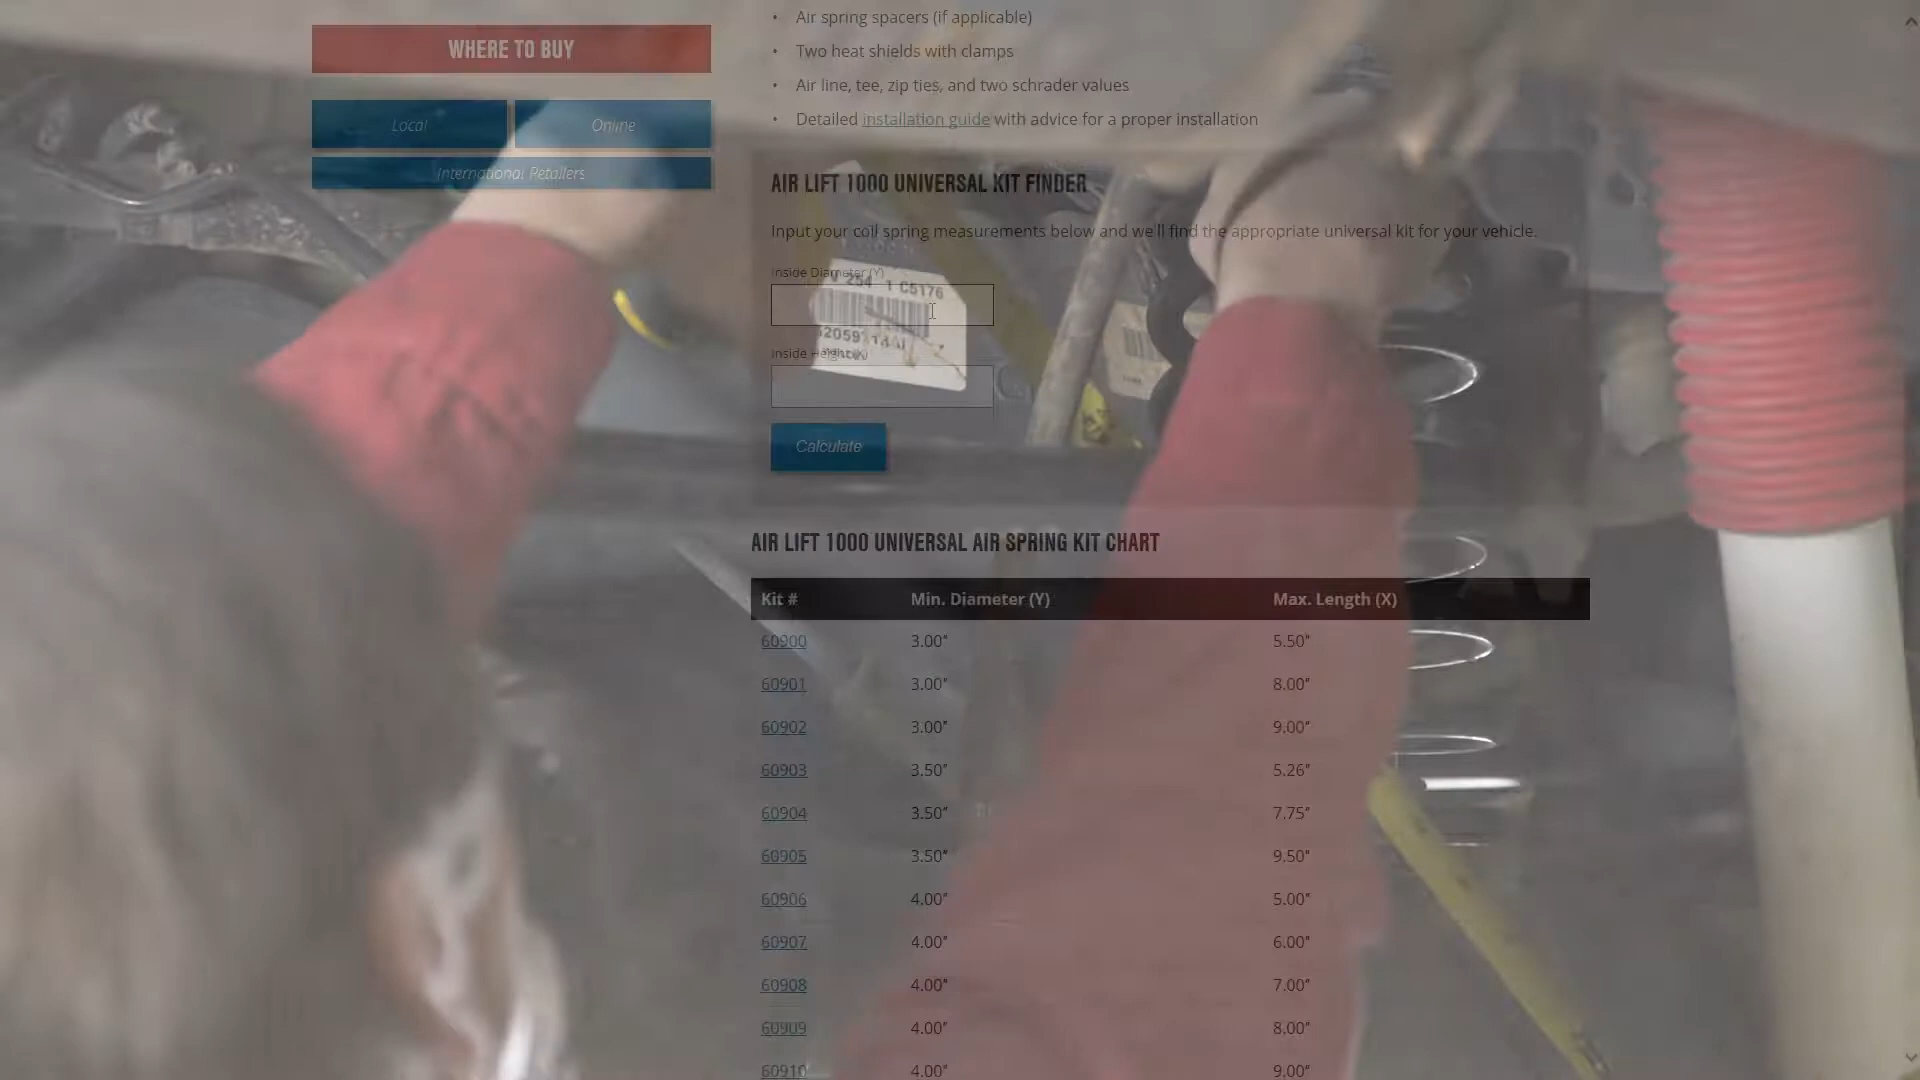 WHERE TO BUY
Local
Online
International Retailers
• Air spring spacers (if applicable)
• Two heat shields with clamps
• Air line, tee, zip ties, and two schrader values
• Detailed installation guide with advice for a proper installation
AIR LIFT 1000 UNIVERSAL KIT FINDER
Input your coil spring measurements below and we'll find the appropriate universal kit for your vehicle.
Inside Diameter (Y)
254 1 C5176
Inside Height (X)
Calculate
AIR LIFT 1000 UNIVERSAL AIR SPRING KIT CHART
Kit # Min. Diameter (Y) Max. Length (X)
60900 3.00" 5.50"
60901 3.00" 8.00"
60902 3.00" 9.00"
60903 3.50" 5.26"
60904 3.50" 7.75"
60905 3.50" 9.50"
60906 4.00" 5.00"
60907 4.00" 6.00"
60908 4.00" 7.00"
60909 4.00" 8.00"
60910 4.00" 9.00"